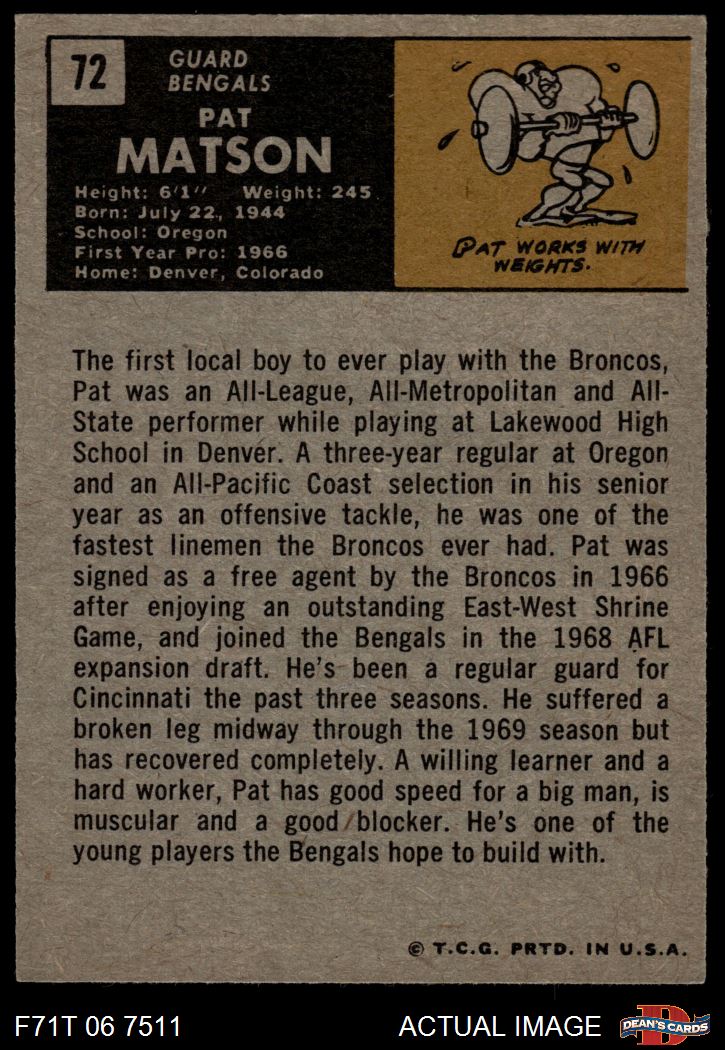 72
GUARD
BENGALS
PAT
MATSON
Height: 6'1" Weight: 245
Born: July 22, 1944
School: Oregon
First Year Pro: 1966
Home: Denver, Colorado
PAT WORKS WITH
WEIGHTS.
The first local boy to ever play with the Broncos,
Pat was an All-League, All-Metropolitan and All-
State performer while playing at Lakewood High
School in Denver. A three-year regular at Oregon
and an All-Pacific Coast selection in his senior
year as an offensive tackle, he was one of the
fastest linemen the Broncos ever had. Pat was
signed as a free agent by the Broncos in 1966
after enjoying an outstanding East-West Shrine
Game, and joined the Bengals in the 1968 AFL
expansion draft. He's been a regular guard for
Cincinnati the past three seasons. He suffered a
broken leg midway through the 1969 season but
has recovered completely. A willing learner and a
hard worker, Pat has good speed for a big man, is
muscular and a good blocker. He's one of the
young players the Bengals hope to build with.
© T.C.G. PRTD. IN U.S.A.
F71T 06 7511 ACTUAL IMAGE
D
DEAN'S CARDS